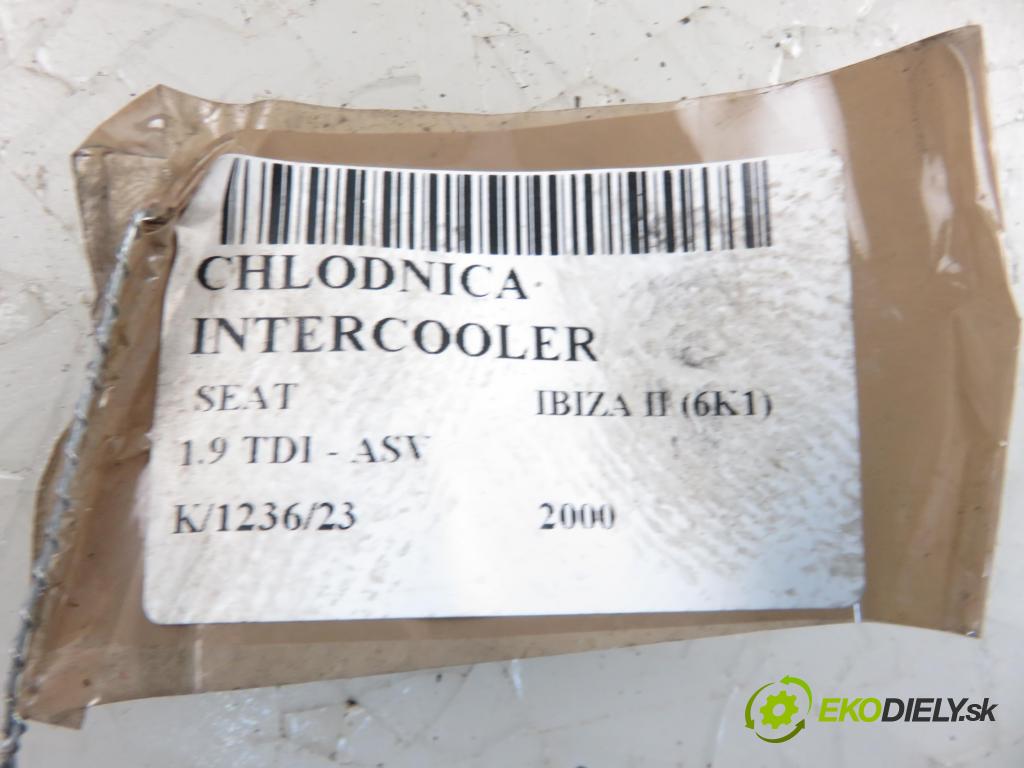 CHLODNICA
INTERCOOLER
SEAT IBIZA II (6K1)
1.9 TDI - ASV
K/1236/23 2000
EKODIELY.sk